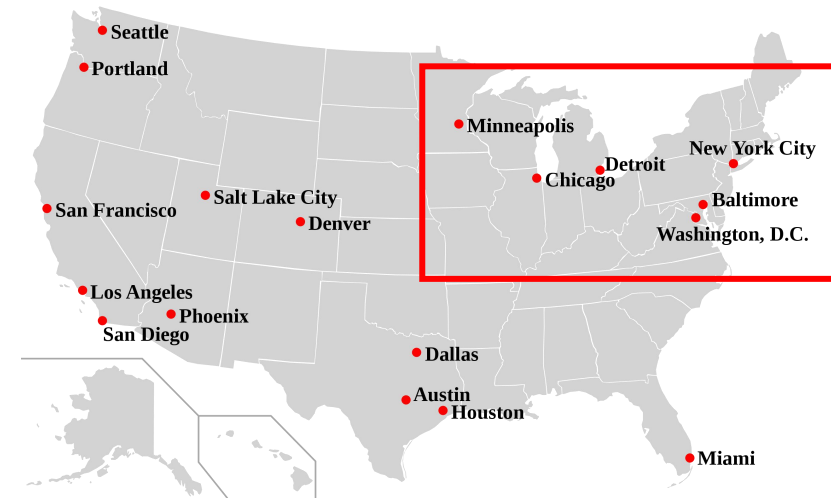 Seattle
Portland
Minneapolis
New York City
Detroit
Chicago
Salt Lake City
Baltimore
San Francisco
Denver
Washington, D.C.
Los Angeles
Phoenix
San Diego
Dallas
Austin
Houston
Miami